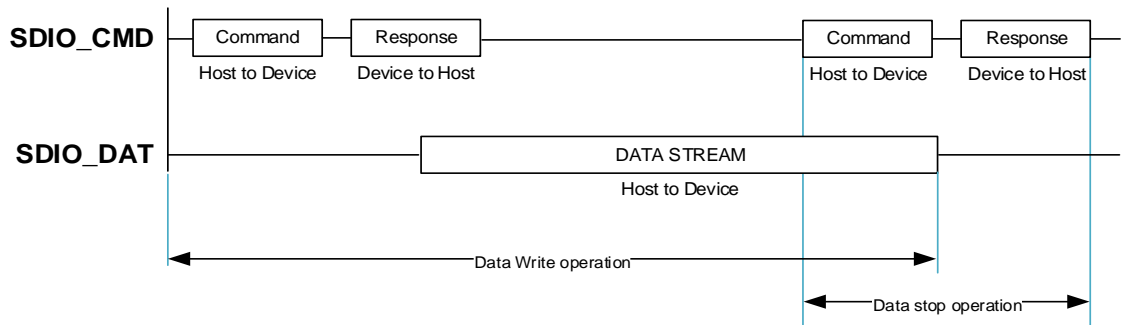 SDIO_CMD
Command
Response
Command
Response
Host to Device
Device to Host
Host to Device
Device to Host
SDIO_DAT
DATA STREAM
Host to Device
Data Write operation
Data stop operation